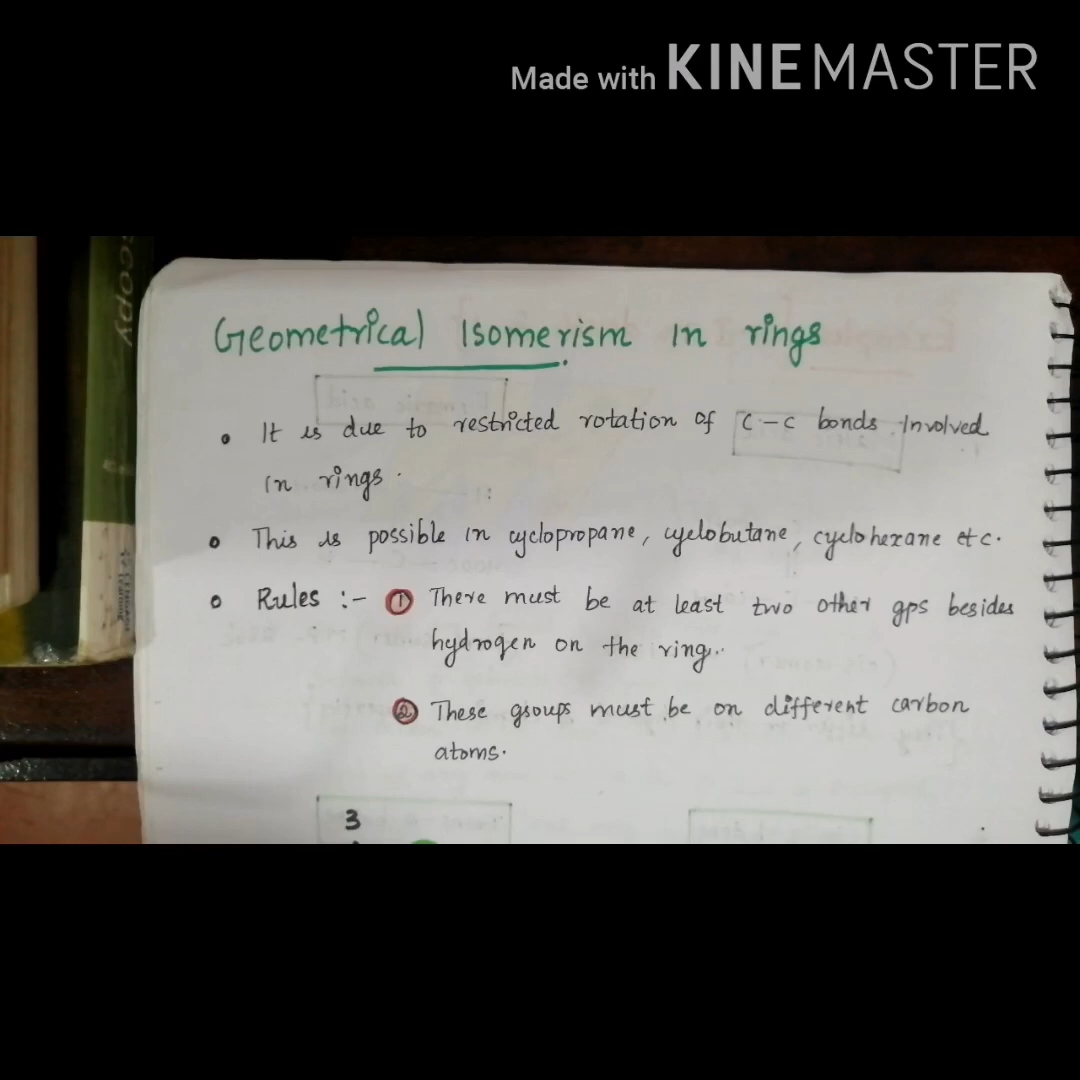 Made with KINEMASTER
scopy
Geometrical Isomerism In rings
It is due to restricted rotation of C-C bonds involved
in rings.
This is possible in cyclopropane, cyclobutane, cyclohexane etc.
Rules :- ① There must be at least two other gps besides
hydrogen on the ring.
② These groups must be on different carbon
atoms.
3